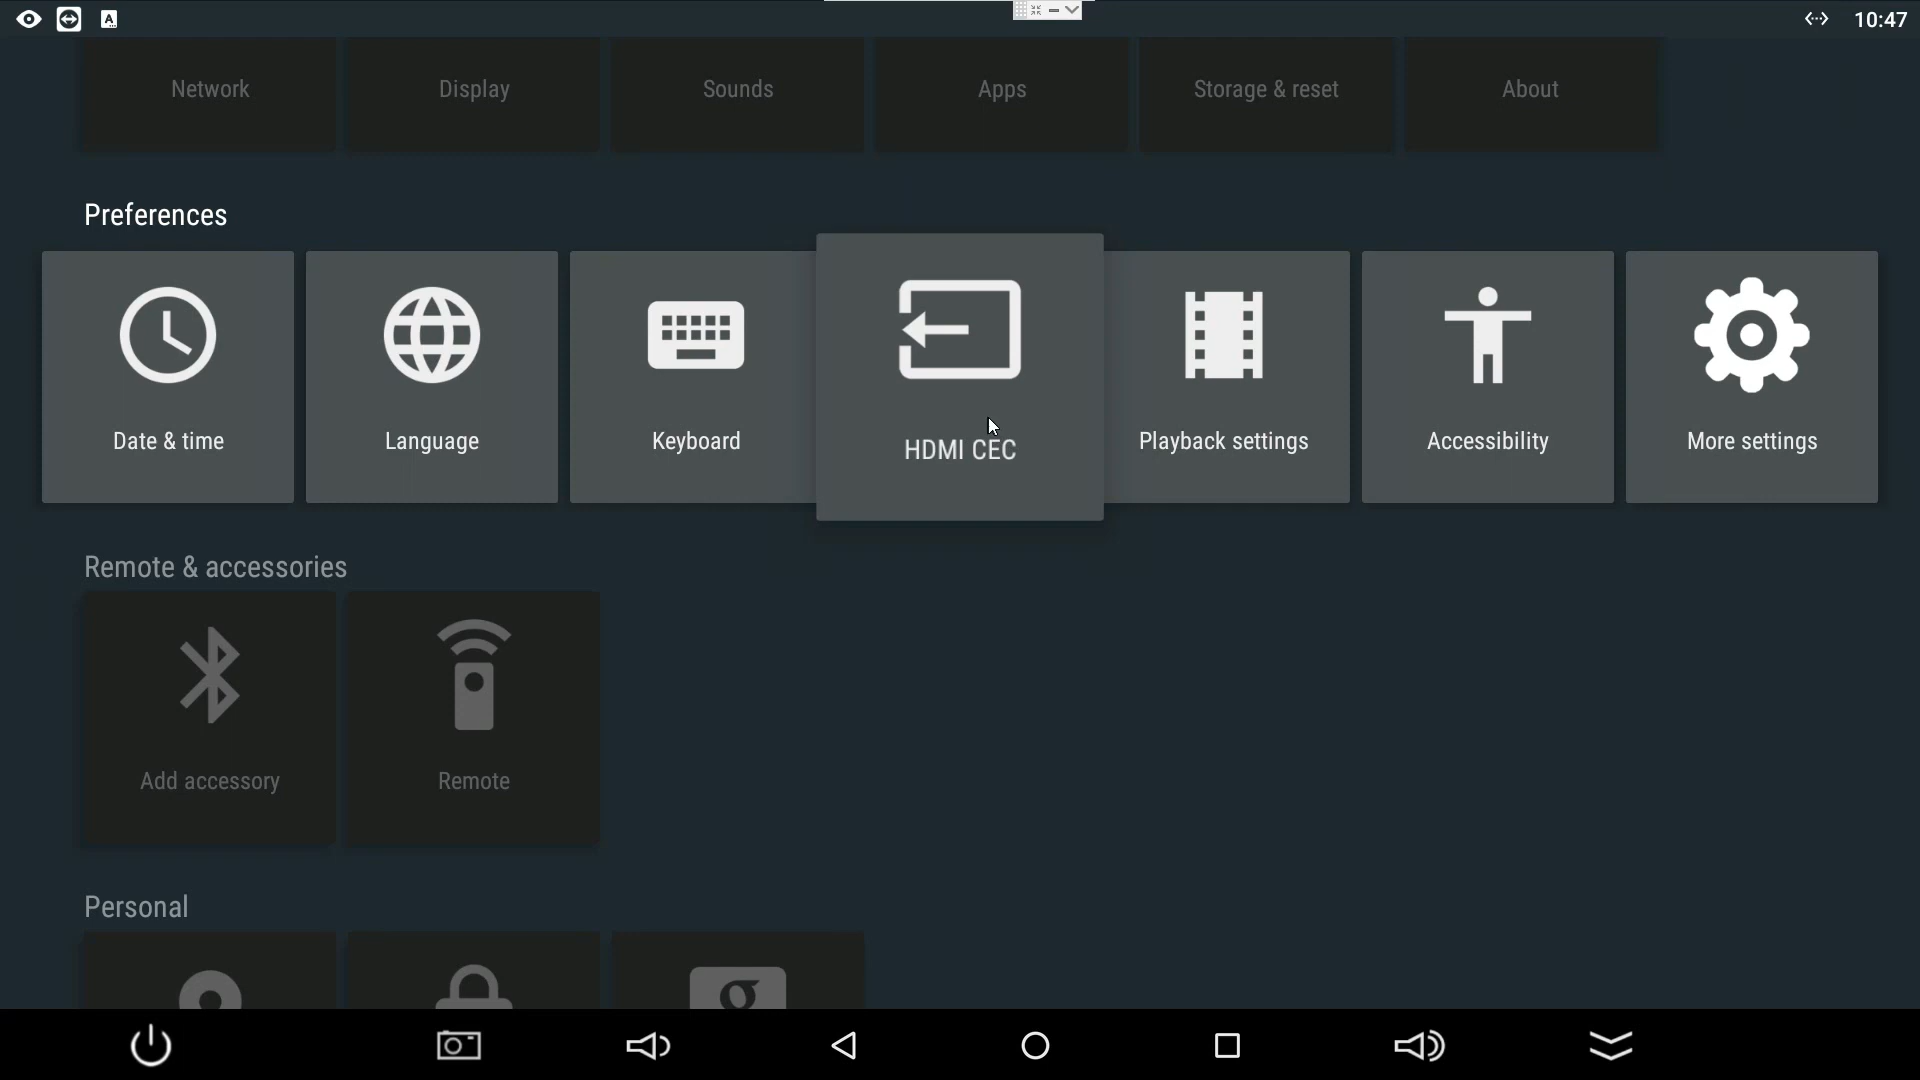 A
10:47
Network Display Sounds Apps Storage & reset About
Preferences
Date & time Language Keyboard HDMI CEC Playback settings Accessibility More settings
Remote & accessories
Add accessory Remote
Personal
g